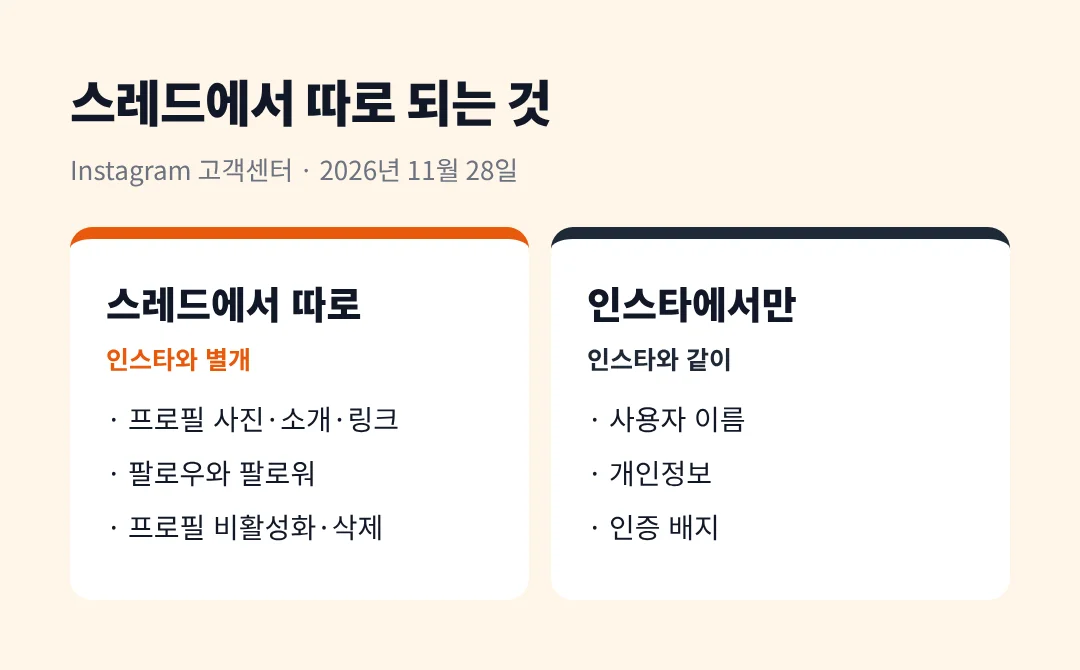 스레드에서 따로 되는 것
Instagram 고객센터 · 2026년 11월 28일
스레드에서 따로
인스타와 별개
· 프로필 사진·소개·링크
· 팔로우와 팔로워
· 프로필 비활성화·삭제
인스타에서만
인스타와 같이
· 사용자 이름
· 개인정보
· 인증 배지